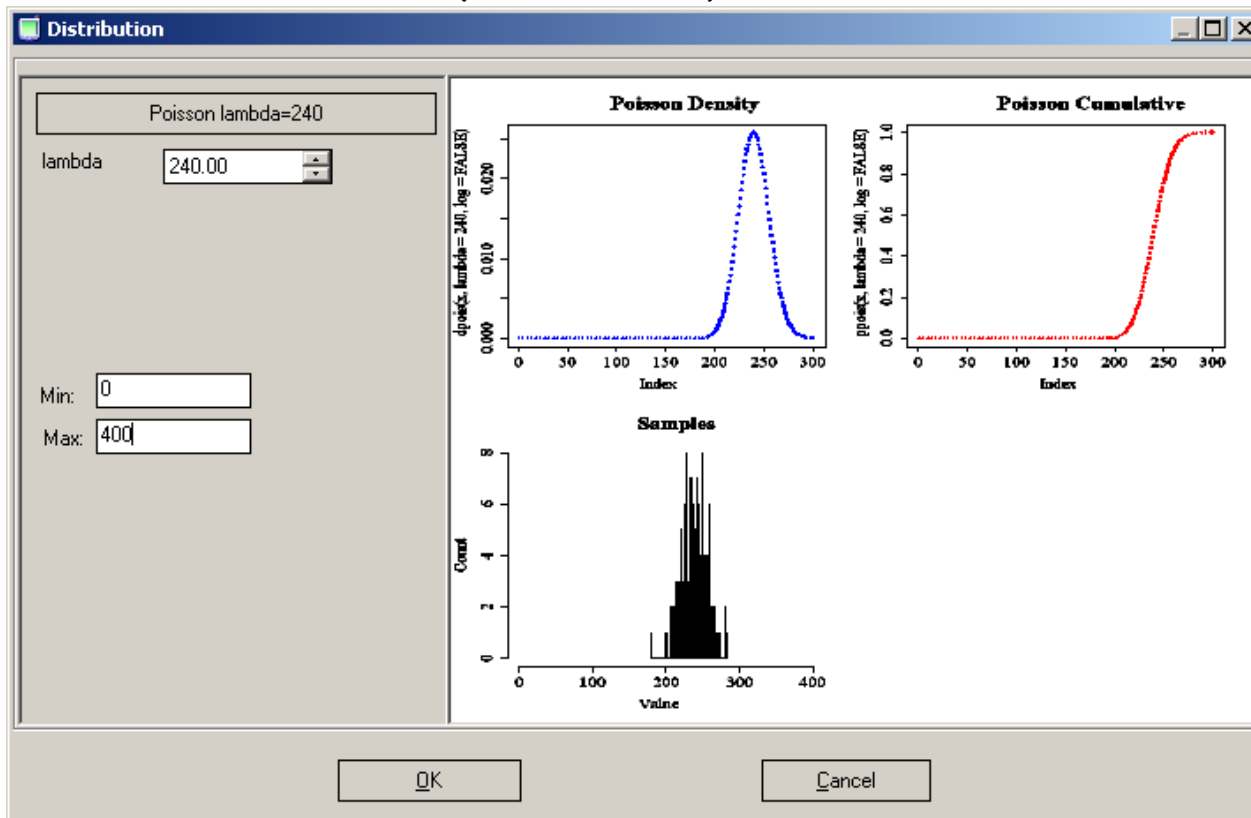 Distribution
Poisson lambda=240
lambda
240.00
Min:
0
Max:
400
Poisson Density
dpois(x, lambda = 240, log = FALSE)
0.020
0.010
0.000
0 50 100 150 200 250 300
Index
Poisson Cumulative
ppois(x, lambda = 240, log = FALSE)
1.0
0.8
0.6
0.4
0.2
0.0
0 50 100 150 200 250 300
Index
Samples
Count
8
6
4
2
0
0 100 200 300 400
Value
OK
Cancel